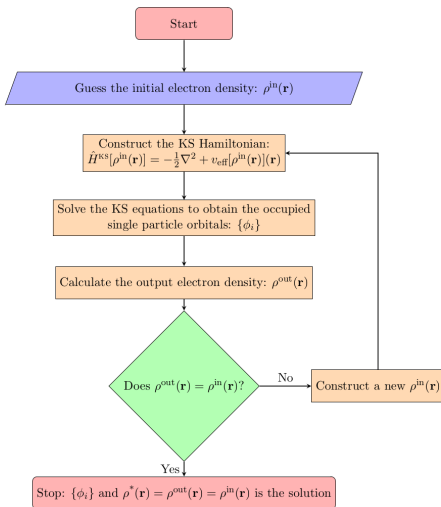 Start
Guess the initial electron density: ρ^in(𝐫)
Construct the KS Hamiltonian:
Ĥ^KS[ρ^in(𝐫)] = −½∇² + v_eff[ρ^in(𝐫)](𝐫)
Solve the KS equations to obtain the occupied
single particle orbitals: {ϕ_i}
Calculate the output electron density: ρ^out(𝐫)
Does ρ^out(𝐫) = ρ^in(𝐫)?
No
Construct a new ρ^in(𝐫)
Yes
Stop: {ϕ_i} and ρ^*(𝐫) = ρ^out(𝐫) = ρ^in(𝐫) is the solution